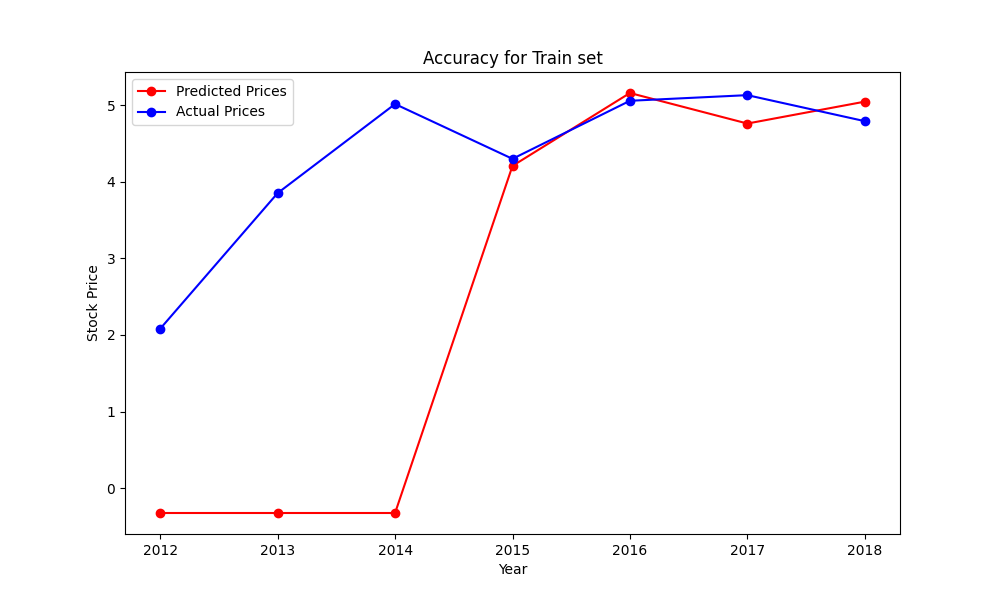 Accuracy for Train set
Predicted Prices
Actual Prices
5
4
3
2
1
0
Stock Price
2012 2013 2014 2015 2016 2017 2018
Year